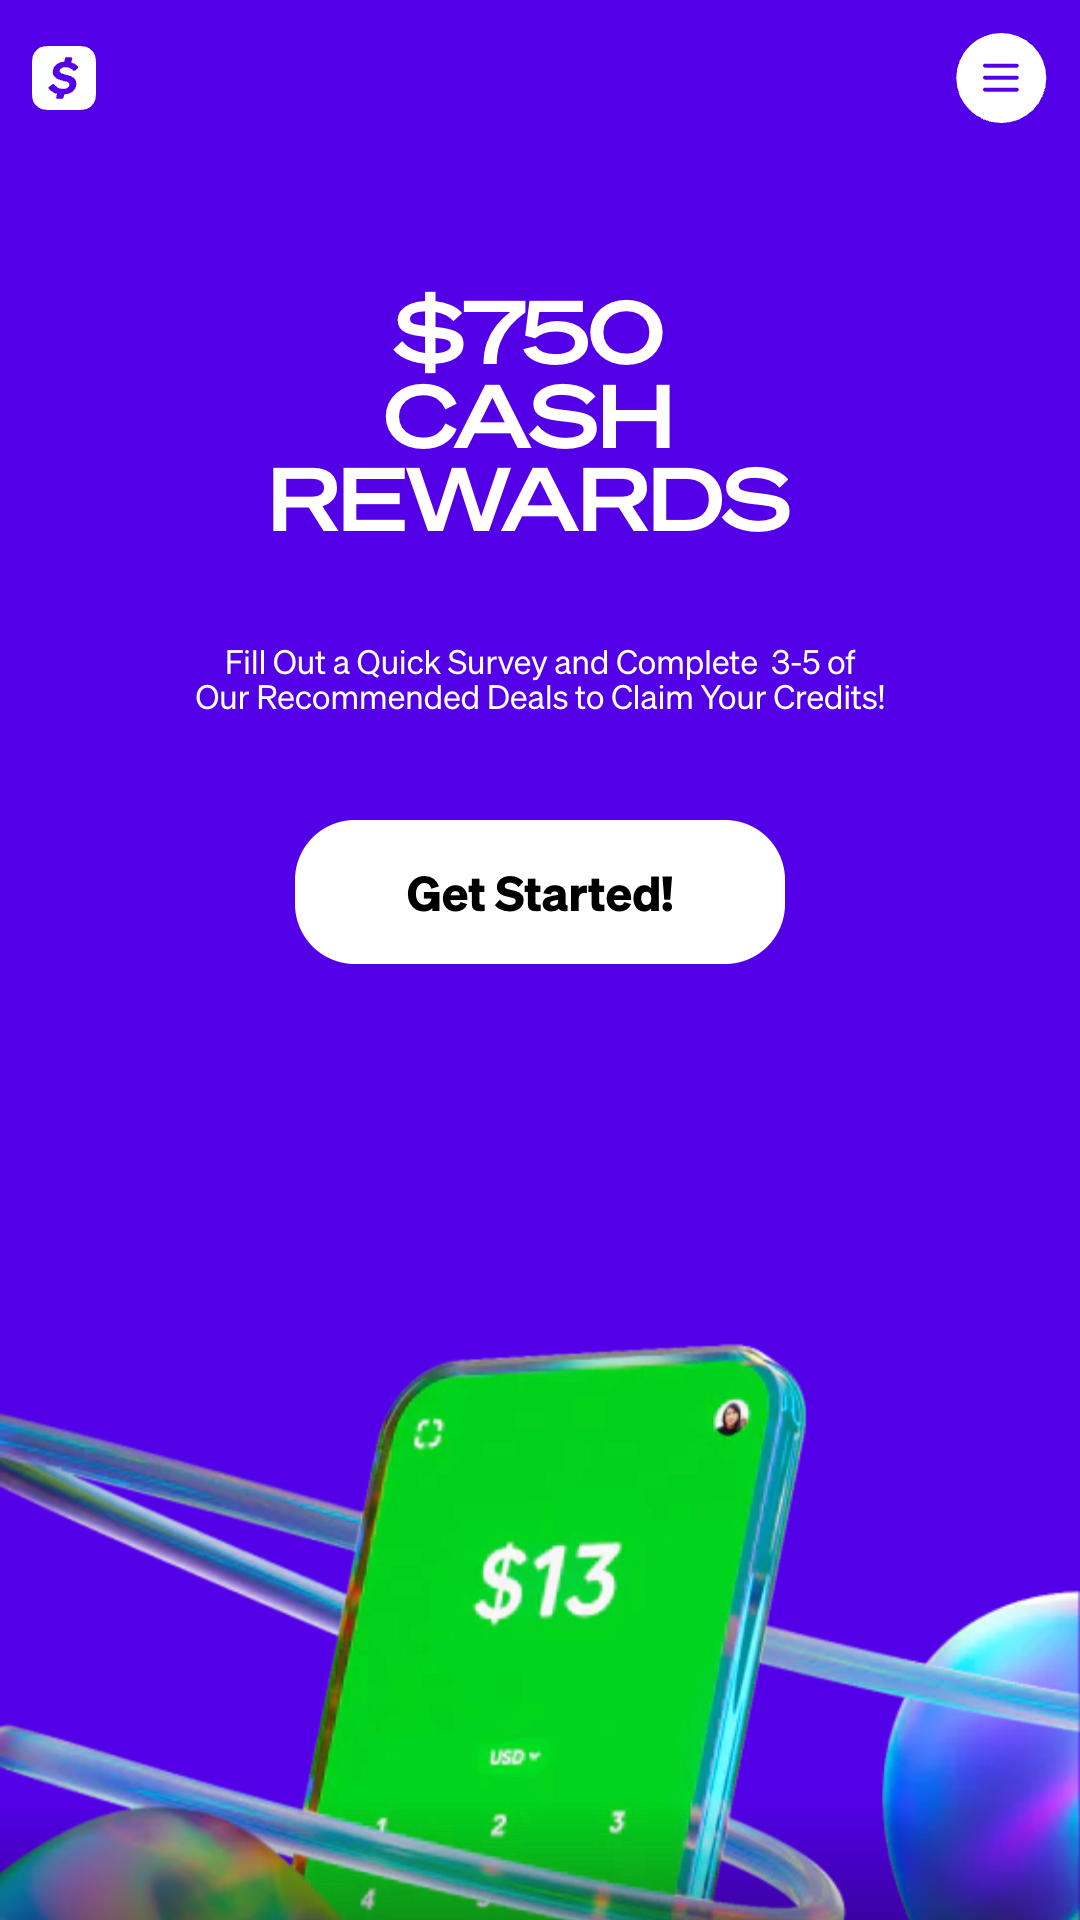 $
$750
CASH
REWARDS
Fill Out a Quick Survey and Complete 3-5 of
Our Recommended Deals to Claim Your Credits!
Get Started!
$13
USD
1 2 3
4